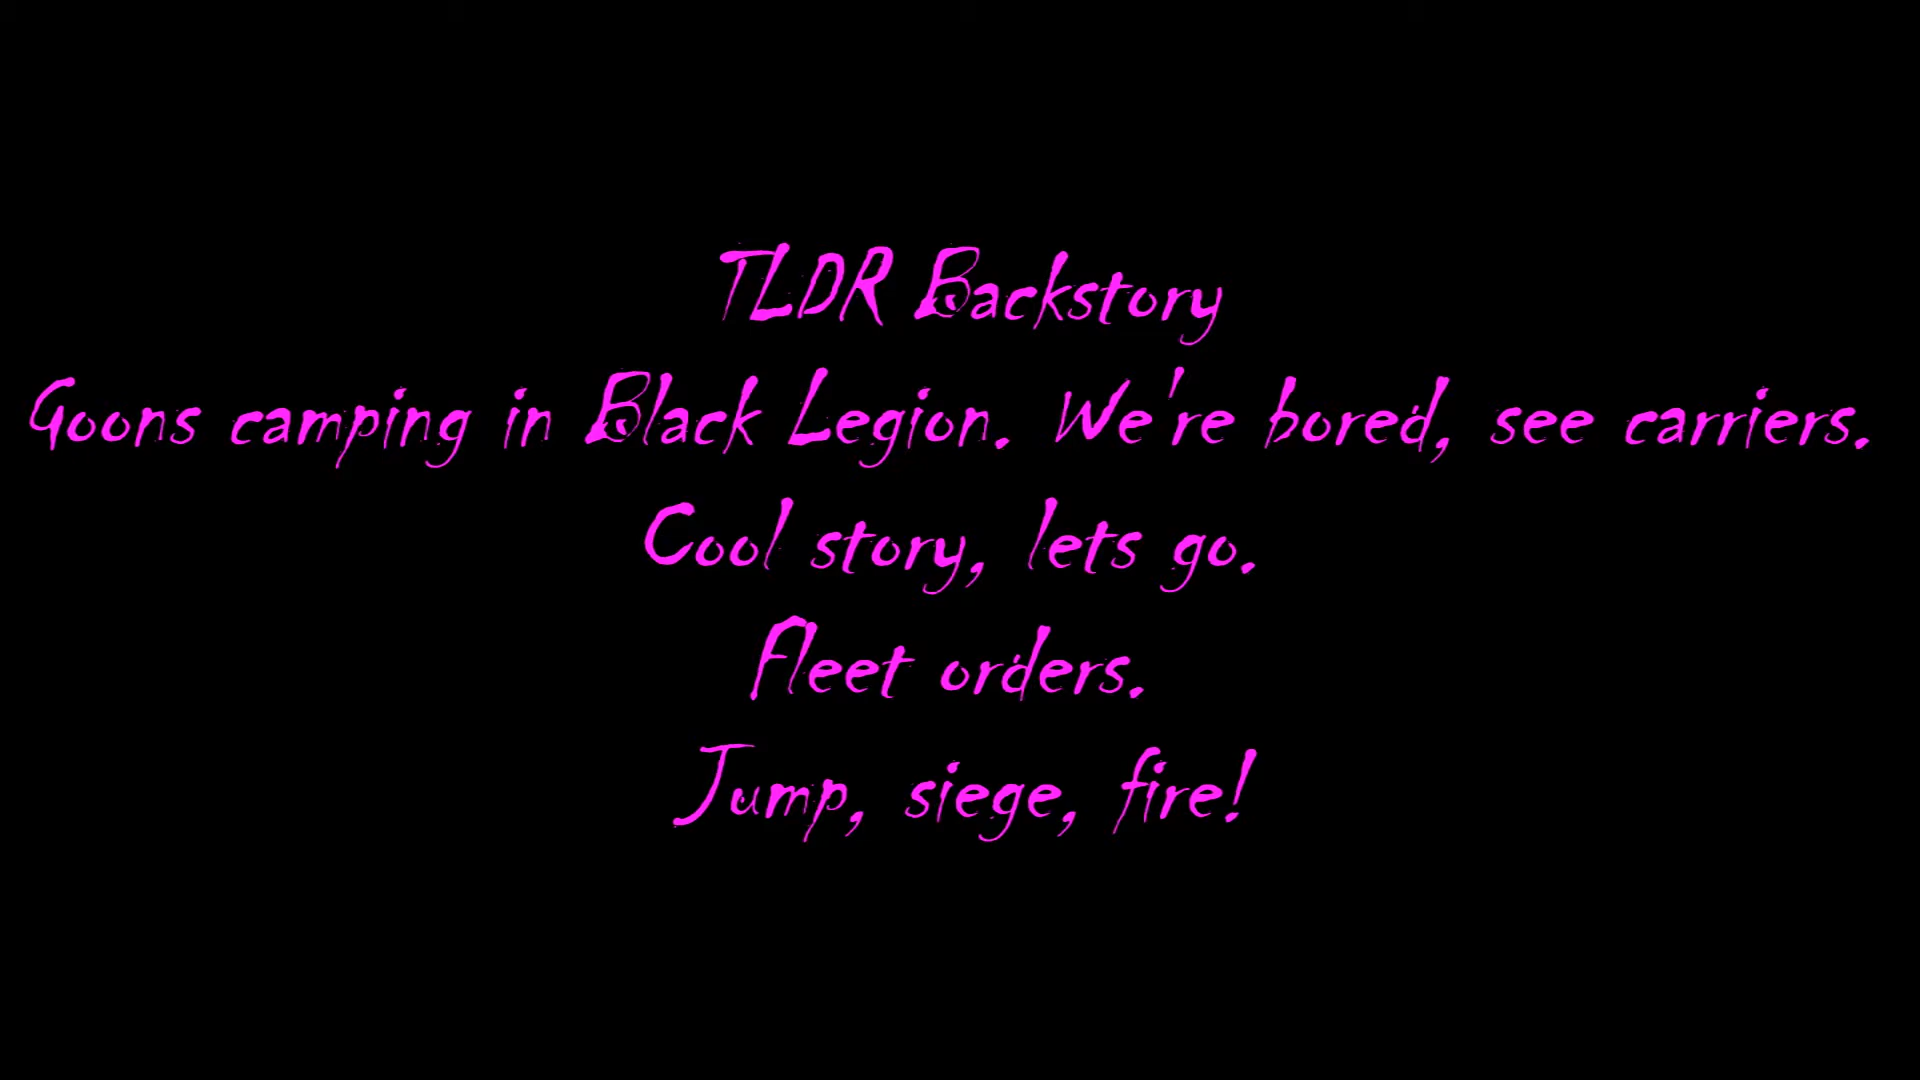 TLDR Backstory
Goons camping in Black Legion. We're bored, see carriers.
Cool story, lets go.
Fleet orders.
Jump, siege, fire!